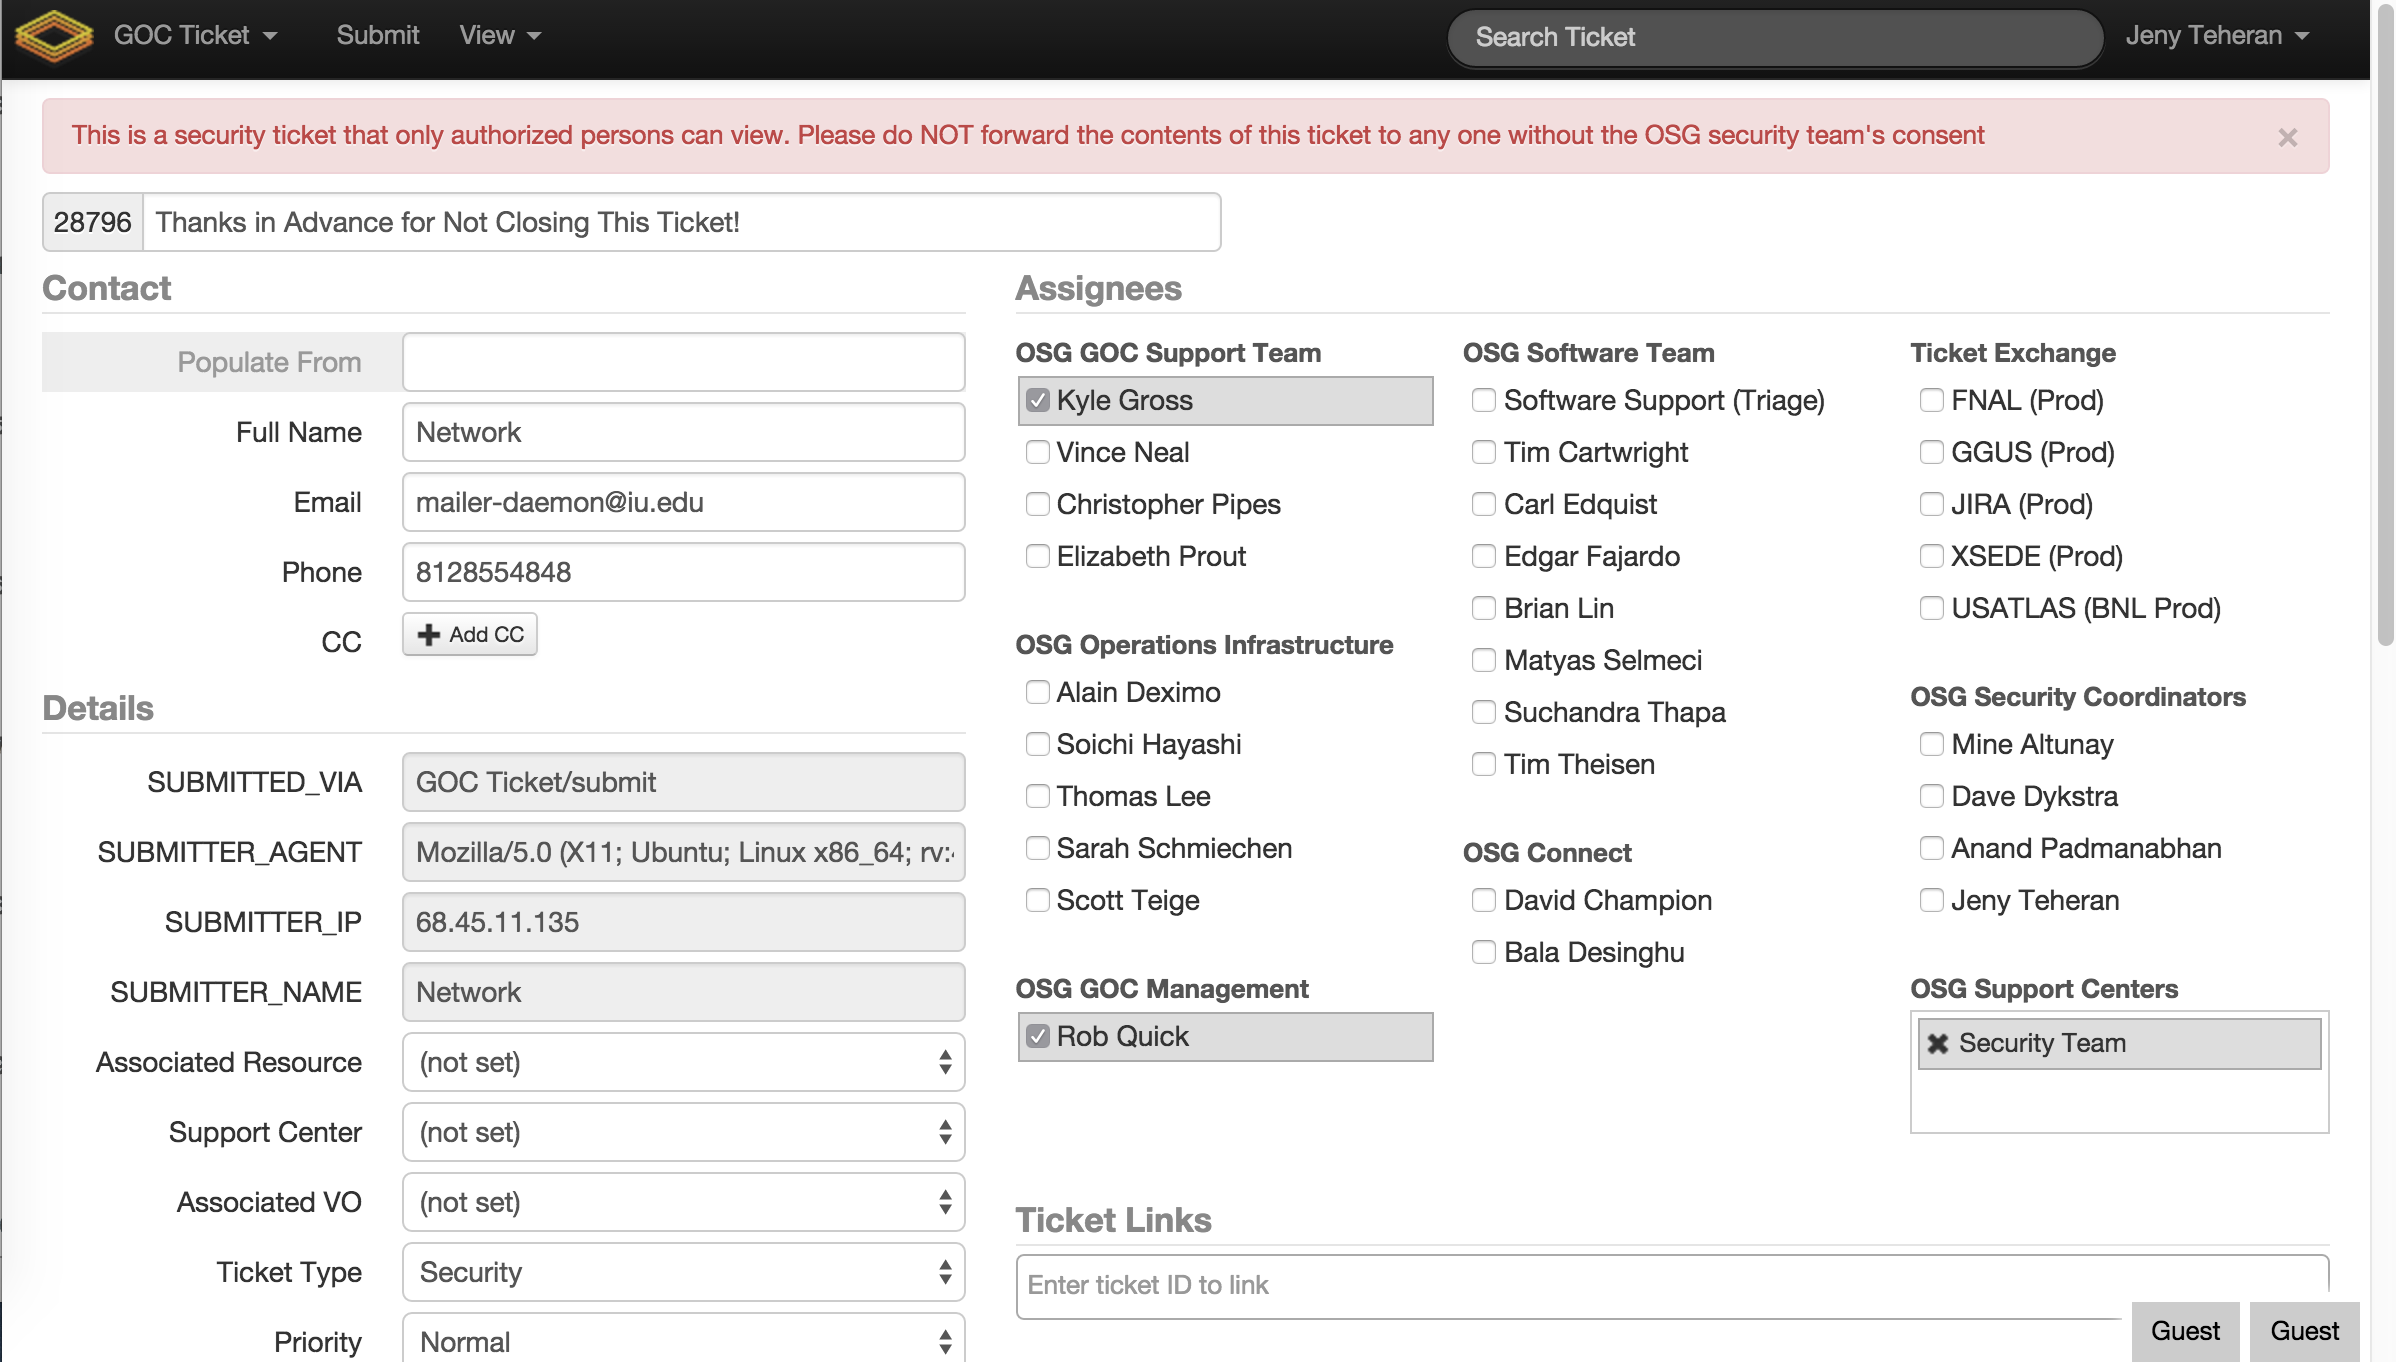 GOC Ticket
Submit
View
Search Ticket
Jeny Teheran
This is a security ticket that only authorized persons can view. Please do NOT forward the contents of this ticket to any one without the OSG security team's consent
28796
Thanks in Advance for Not Closing This Ticket!
Contact
Populate From
Full Name
Network
Email
mailer-daemon@iu.edu
Phone
8128554848
CC
Add CC
Details
SUBMITTED_VIA
GOC Ticket/submit
SUBMITTER_AGENT
Mozilla/5.0 (X11; Ubuntu; Linux x86_64; rv:
SUBMITTER_IP
68.45.11.135
SUBMITTER_NAME
Network
Associated Resource
(not set)
Support Center
(not set)
Associated VO
(not set)
Ticket Type
Security
Priority
Normal
Assignees
OSG GOC Support Team
Kyle Gross
Vince Neal
Christopher Pipes
Elizabeth Prout
OSG Operations Infrastructure
Alain Deximo
Soichi Hayashi
Thomas Lee
Sarah Schmiechen
Scott Teige
OSG GOC Management
Rob Quick
OSG Software Team
Software Support (Triage)
Tim Cartwright
Carl Edquist
Edgar Fajardo
Brian Lin
Matyas Selmeci
Suchandra Thapa
Tim Theisen
OSG Connect
David Champion
Bala Desinghu
Ticket Exchange
FNAL (Prod)
GGUS (Prod)
JIRA (Prod)
XSEDE (Prod)
USATLAS (BNL Prod)
OSG Security Coordinators
Mine Altunay
Dave Dykstra
Anand Padmanabhan
Jeny Teheran
OSG Support Centers
Security Team
Ticket Links
Enter ticket ID to link
Guest
Guest